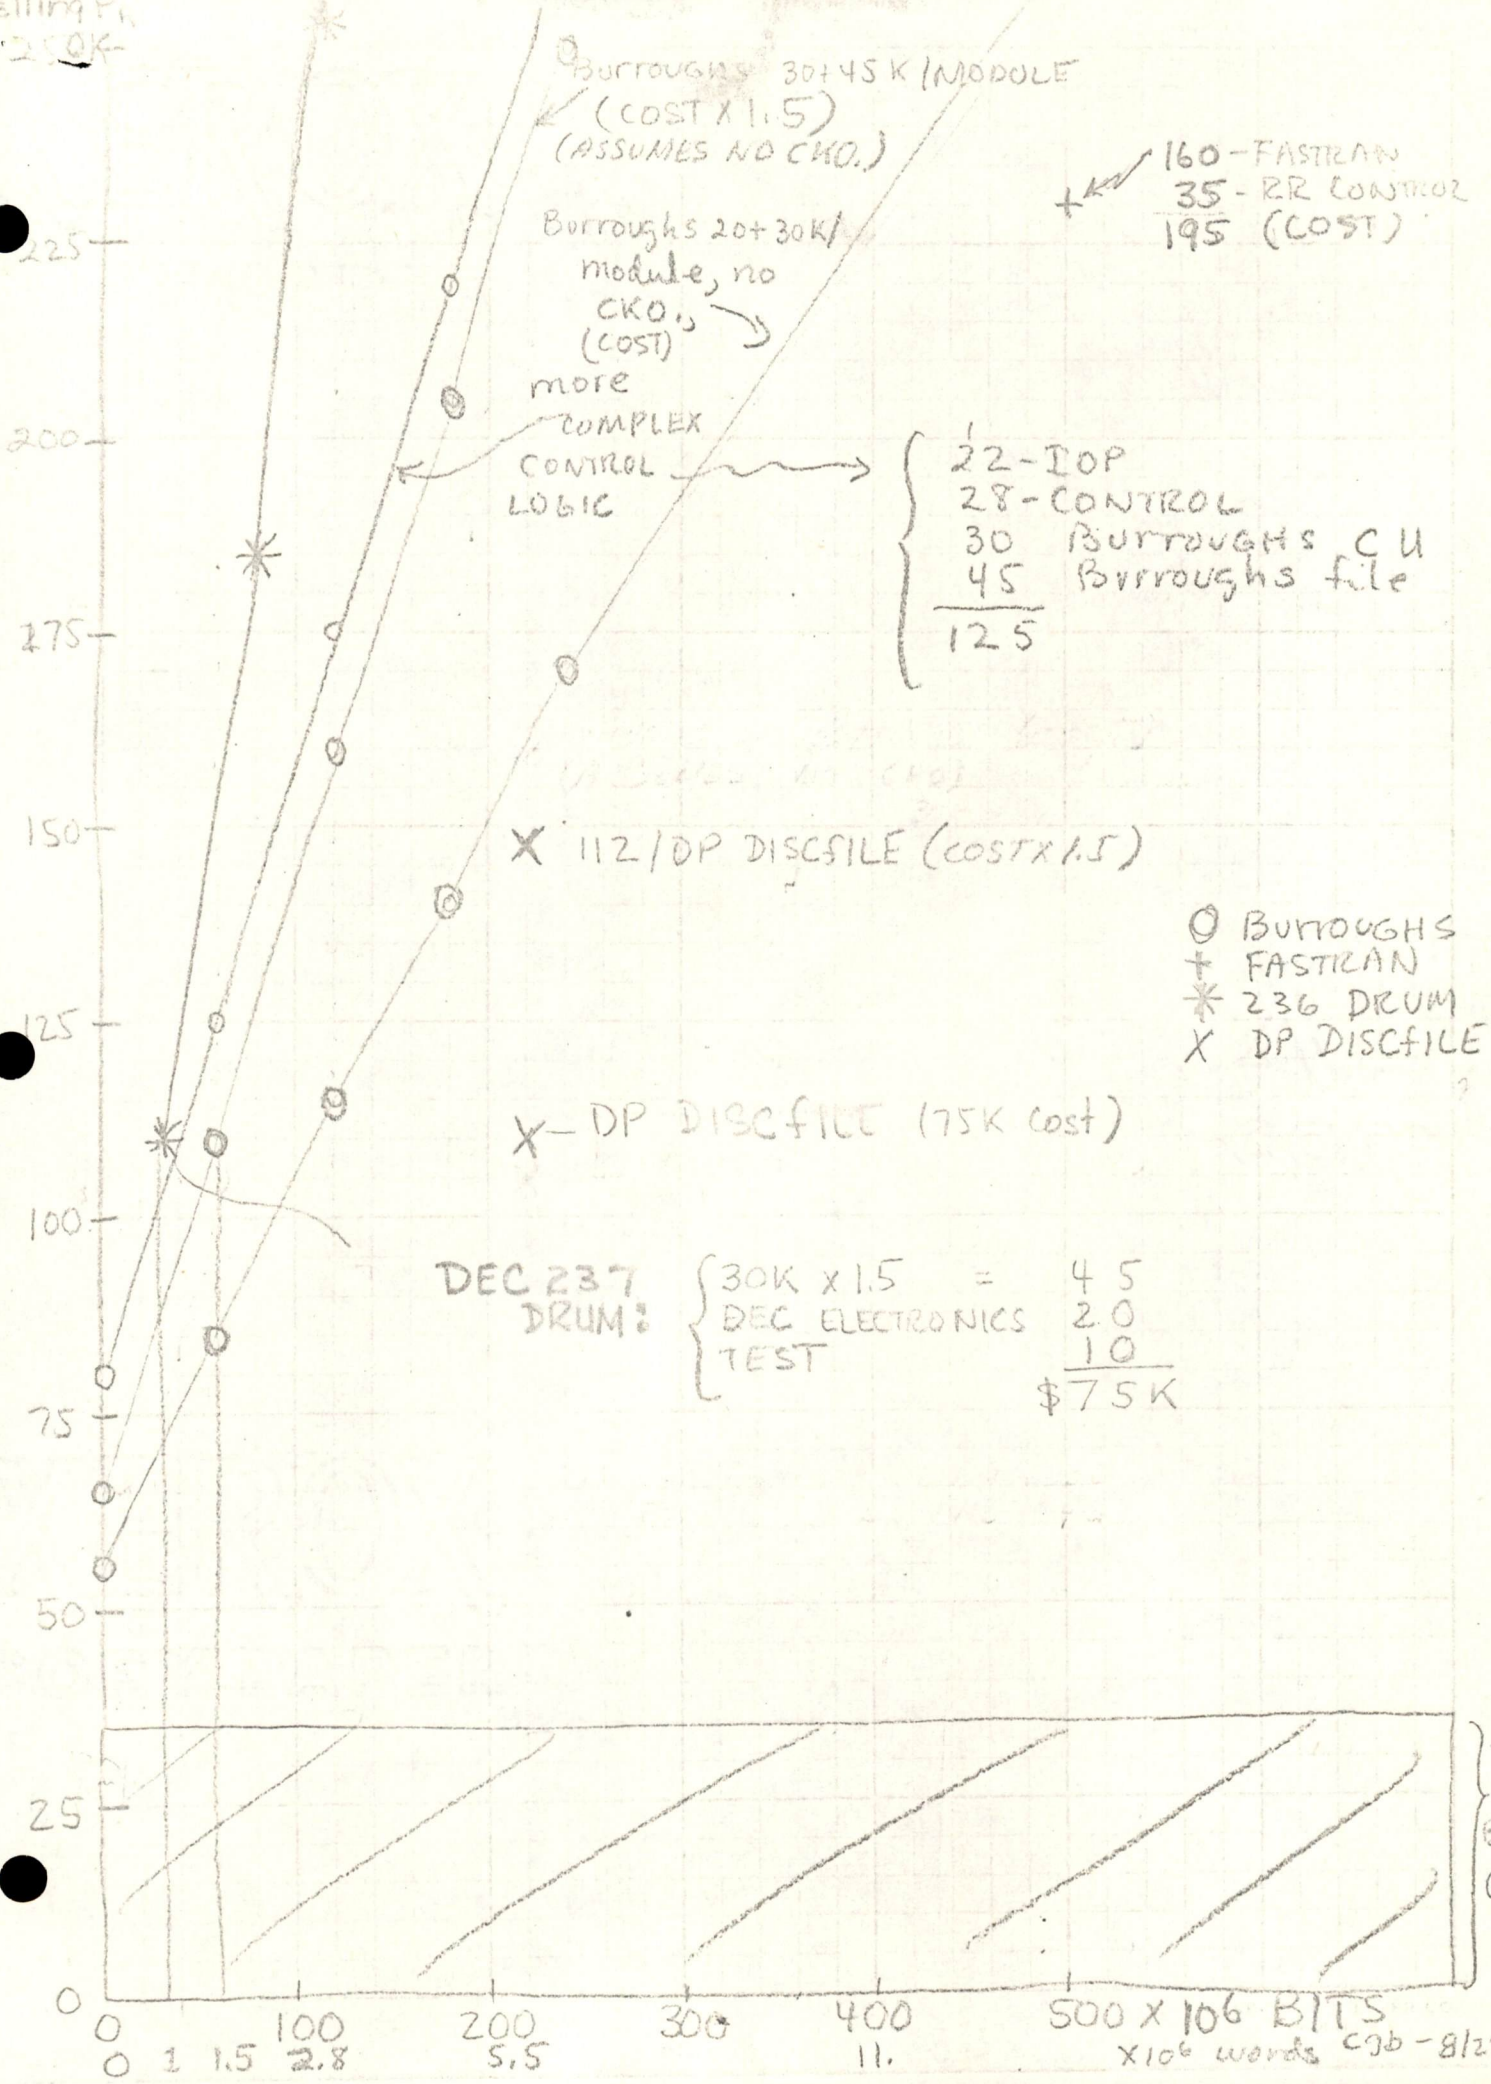 250K-
Burroughs 30+45K/MODULE
(COST X 1.5)
(ASSUMES NO CKO.)
160-FASTRAN
35-RR CONTROL
195 (COST)
225
Burroughs 20+30K/
module, no
CKO.,
(COST)
more
COMPLEX
CONTROL
LOGIC
200
22-IOP
28-CONTROL
30 Burroughs CU
45 Burroughs file
125
175
150
X 112/DP DISCfILE (COST X 1.5)
O Burroughs
+ FASTRAN
* 236 DRUM
X DP DISCfILE
125
X-DP DISCfILE (75K cost)
100
DEC 237
DRUM:
30K x 1.5 = 45
DEC ELECTRONICS 20
TEST 10
$75K
75
50
25
0
0 100 200 300 400 500 X 10⁶ BITS
0 1 1.5 2.8 5.5 11. X10⁶ words